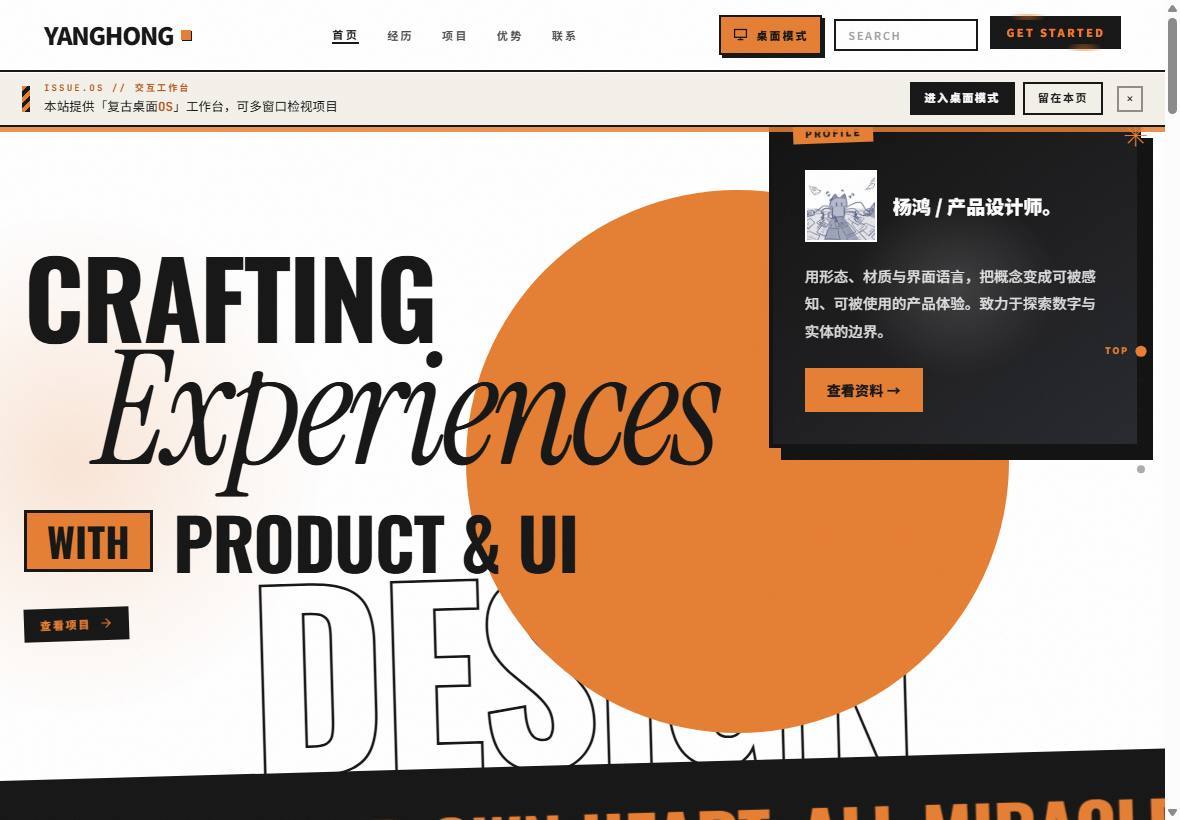 YANGHONG
首页 经历 项目 优势 联系
桌面模式
SEARCH
GET STARTED
ISSUE.OS // 交互工作台
本站提供「复古桌面OS」工作台，可多窗口检视项目
进入桌面模式
留在本页
×
PROFILE
杨鸿 / 产品设计师。
用形态、材质与界面语言，把概念变成可被感
知、可被使用的产品体验。致力于探索数字与
实体的边界。
TOP
查看资料 →
CRAFTING
Experiences
WITH PRODUCT & UI
DESIGN
查看项目 →
OWN HEART. ALL MIRACL